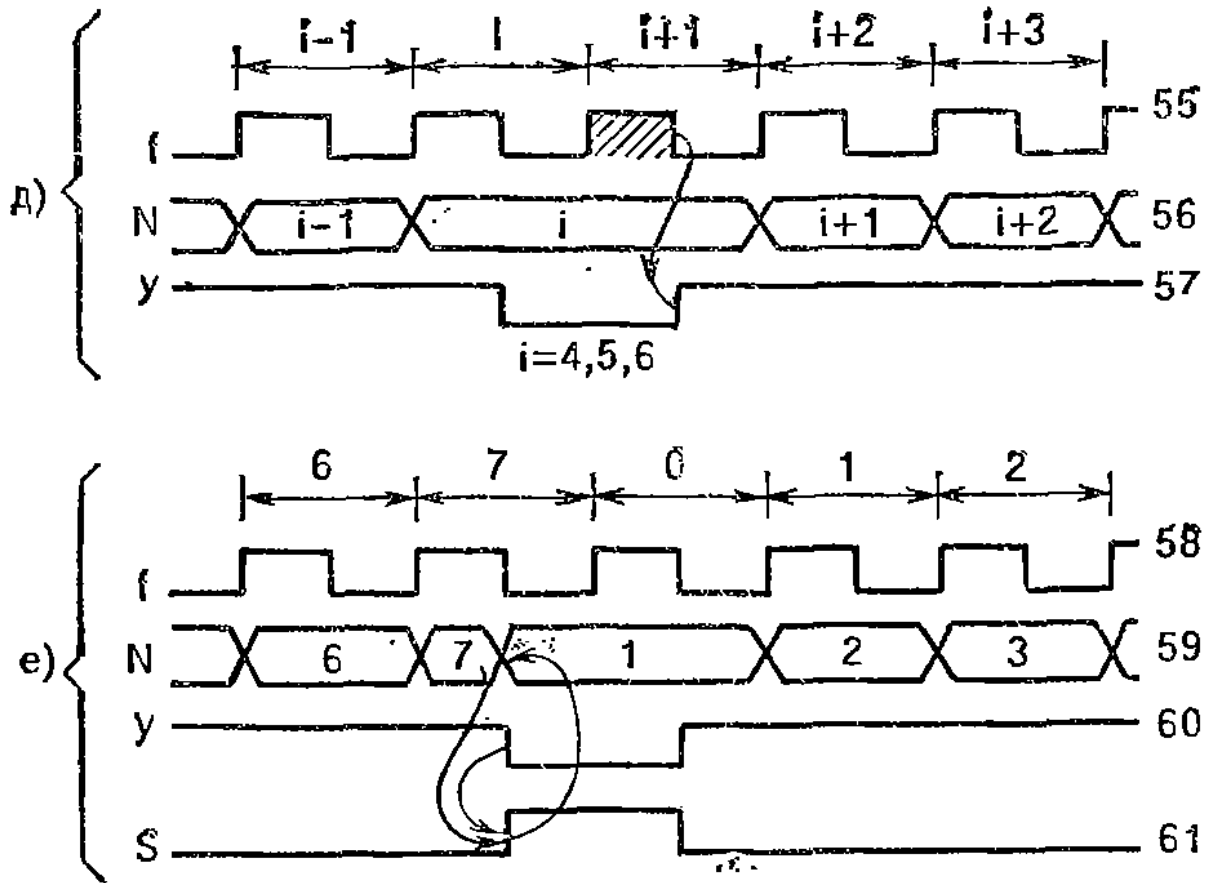 i-1 i i+1 i+2 i+3
f 55
д)
N i-1 i i+1 i+2 56
y 57
i=4,5,6
6 7 0 1 2
f 58
е)
N 6 7 1 2 3 59
y 60
S 61